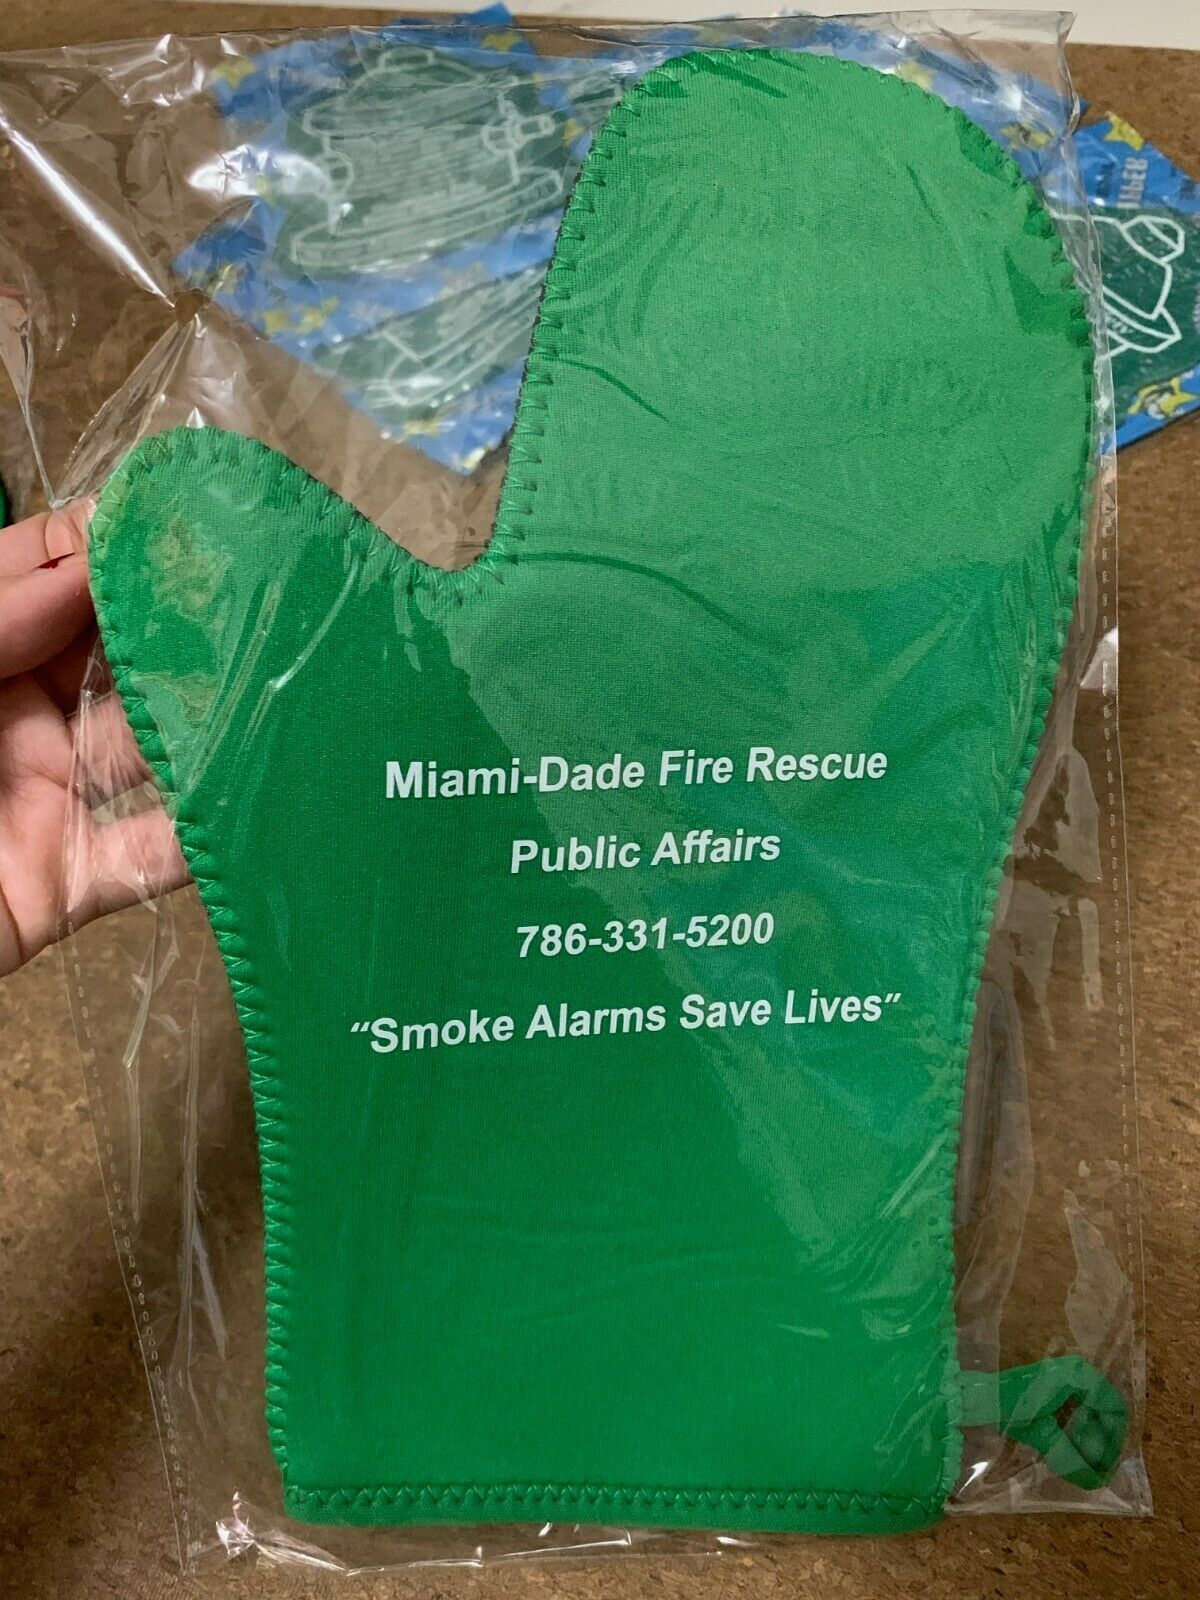 Miami-Dade Fire Rescue
Public Affairs
786-331-5200
“Smoke Alarms Save Lives”